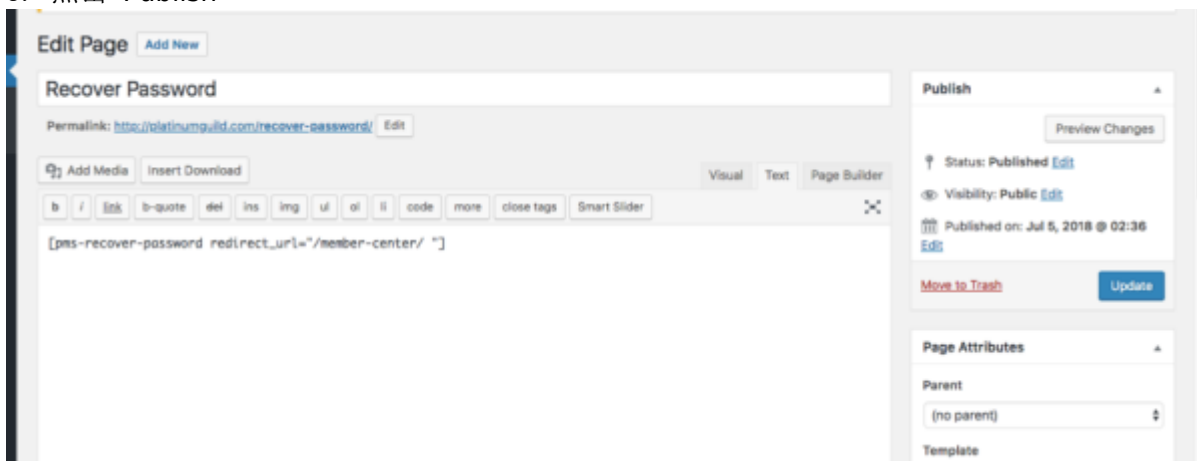 Edit Page Add New
Recover Password
Permalink: http://platinumguild.com/recover-password/ Edit
Add Media Insert Download
Visual Text Page Builder
b i link b-quote del ins img ul ol li code more close tags Smart Slider
[pms-recover-password redirect_url="/member-center/ "]
Publish
Preview Changes
Status: Published Edit
Visibility: Public Edit
Published on: Jul 5, 2018 @ 02:36
Edit
Move to Trash Update
Page Attributes
Parent
(no parent)
Template